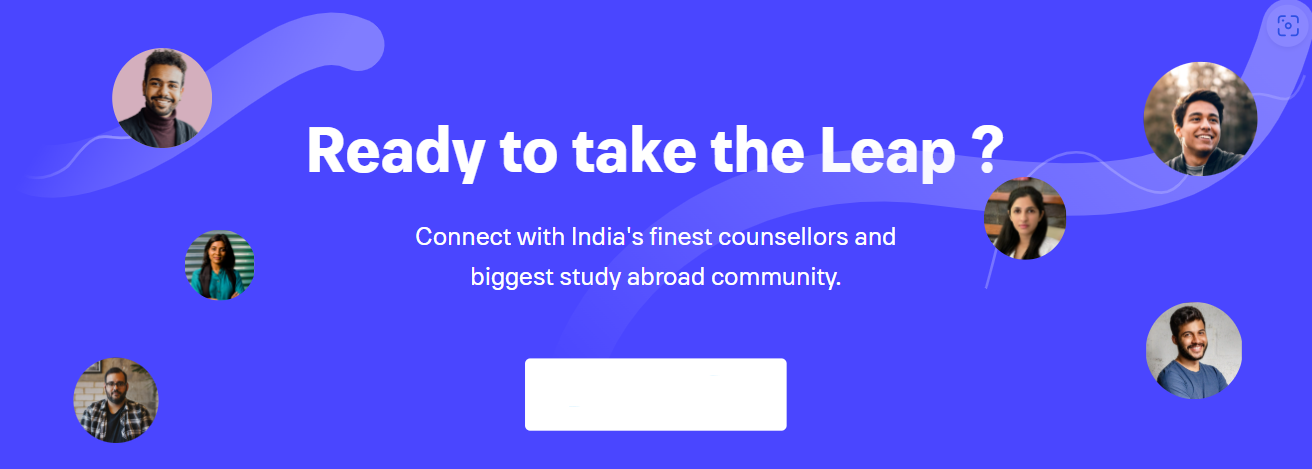 Ready to take the Leap ?
Connect with India's finest counsellors and
biggest study abroad community.